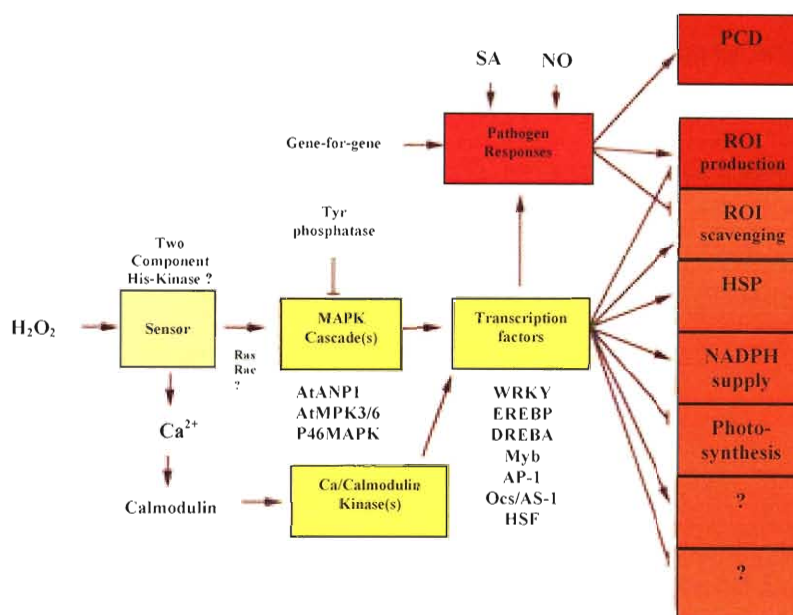 PCD
SA
NO
Gene-for-gene
Pathogen
Responses
ROI
production
ROI
scavenging
Tyr
phosphatase
Two
Component
His-Kinase ?
HSP
H₂O₂
Sensor
Ras
Rae
?
MAPK
Cascade(s)
Transcription
factors
NADPH
supply
AtANP1
AtMPK3/6
P46MAPK
WRKY
EREBP
DREBA
Myb
AP-1
Ocs/AS-1
HSF
Photo-
synthesis
Ca²⁺
Calmodulin
Ca/Calmodulin
Kinase(s)
?
?